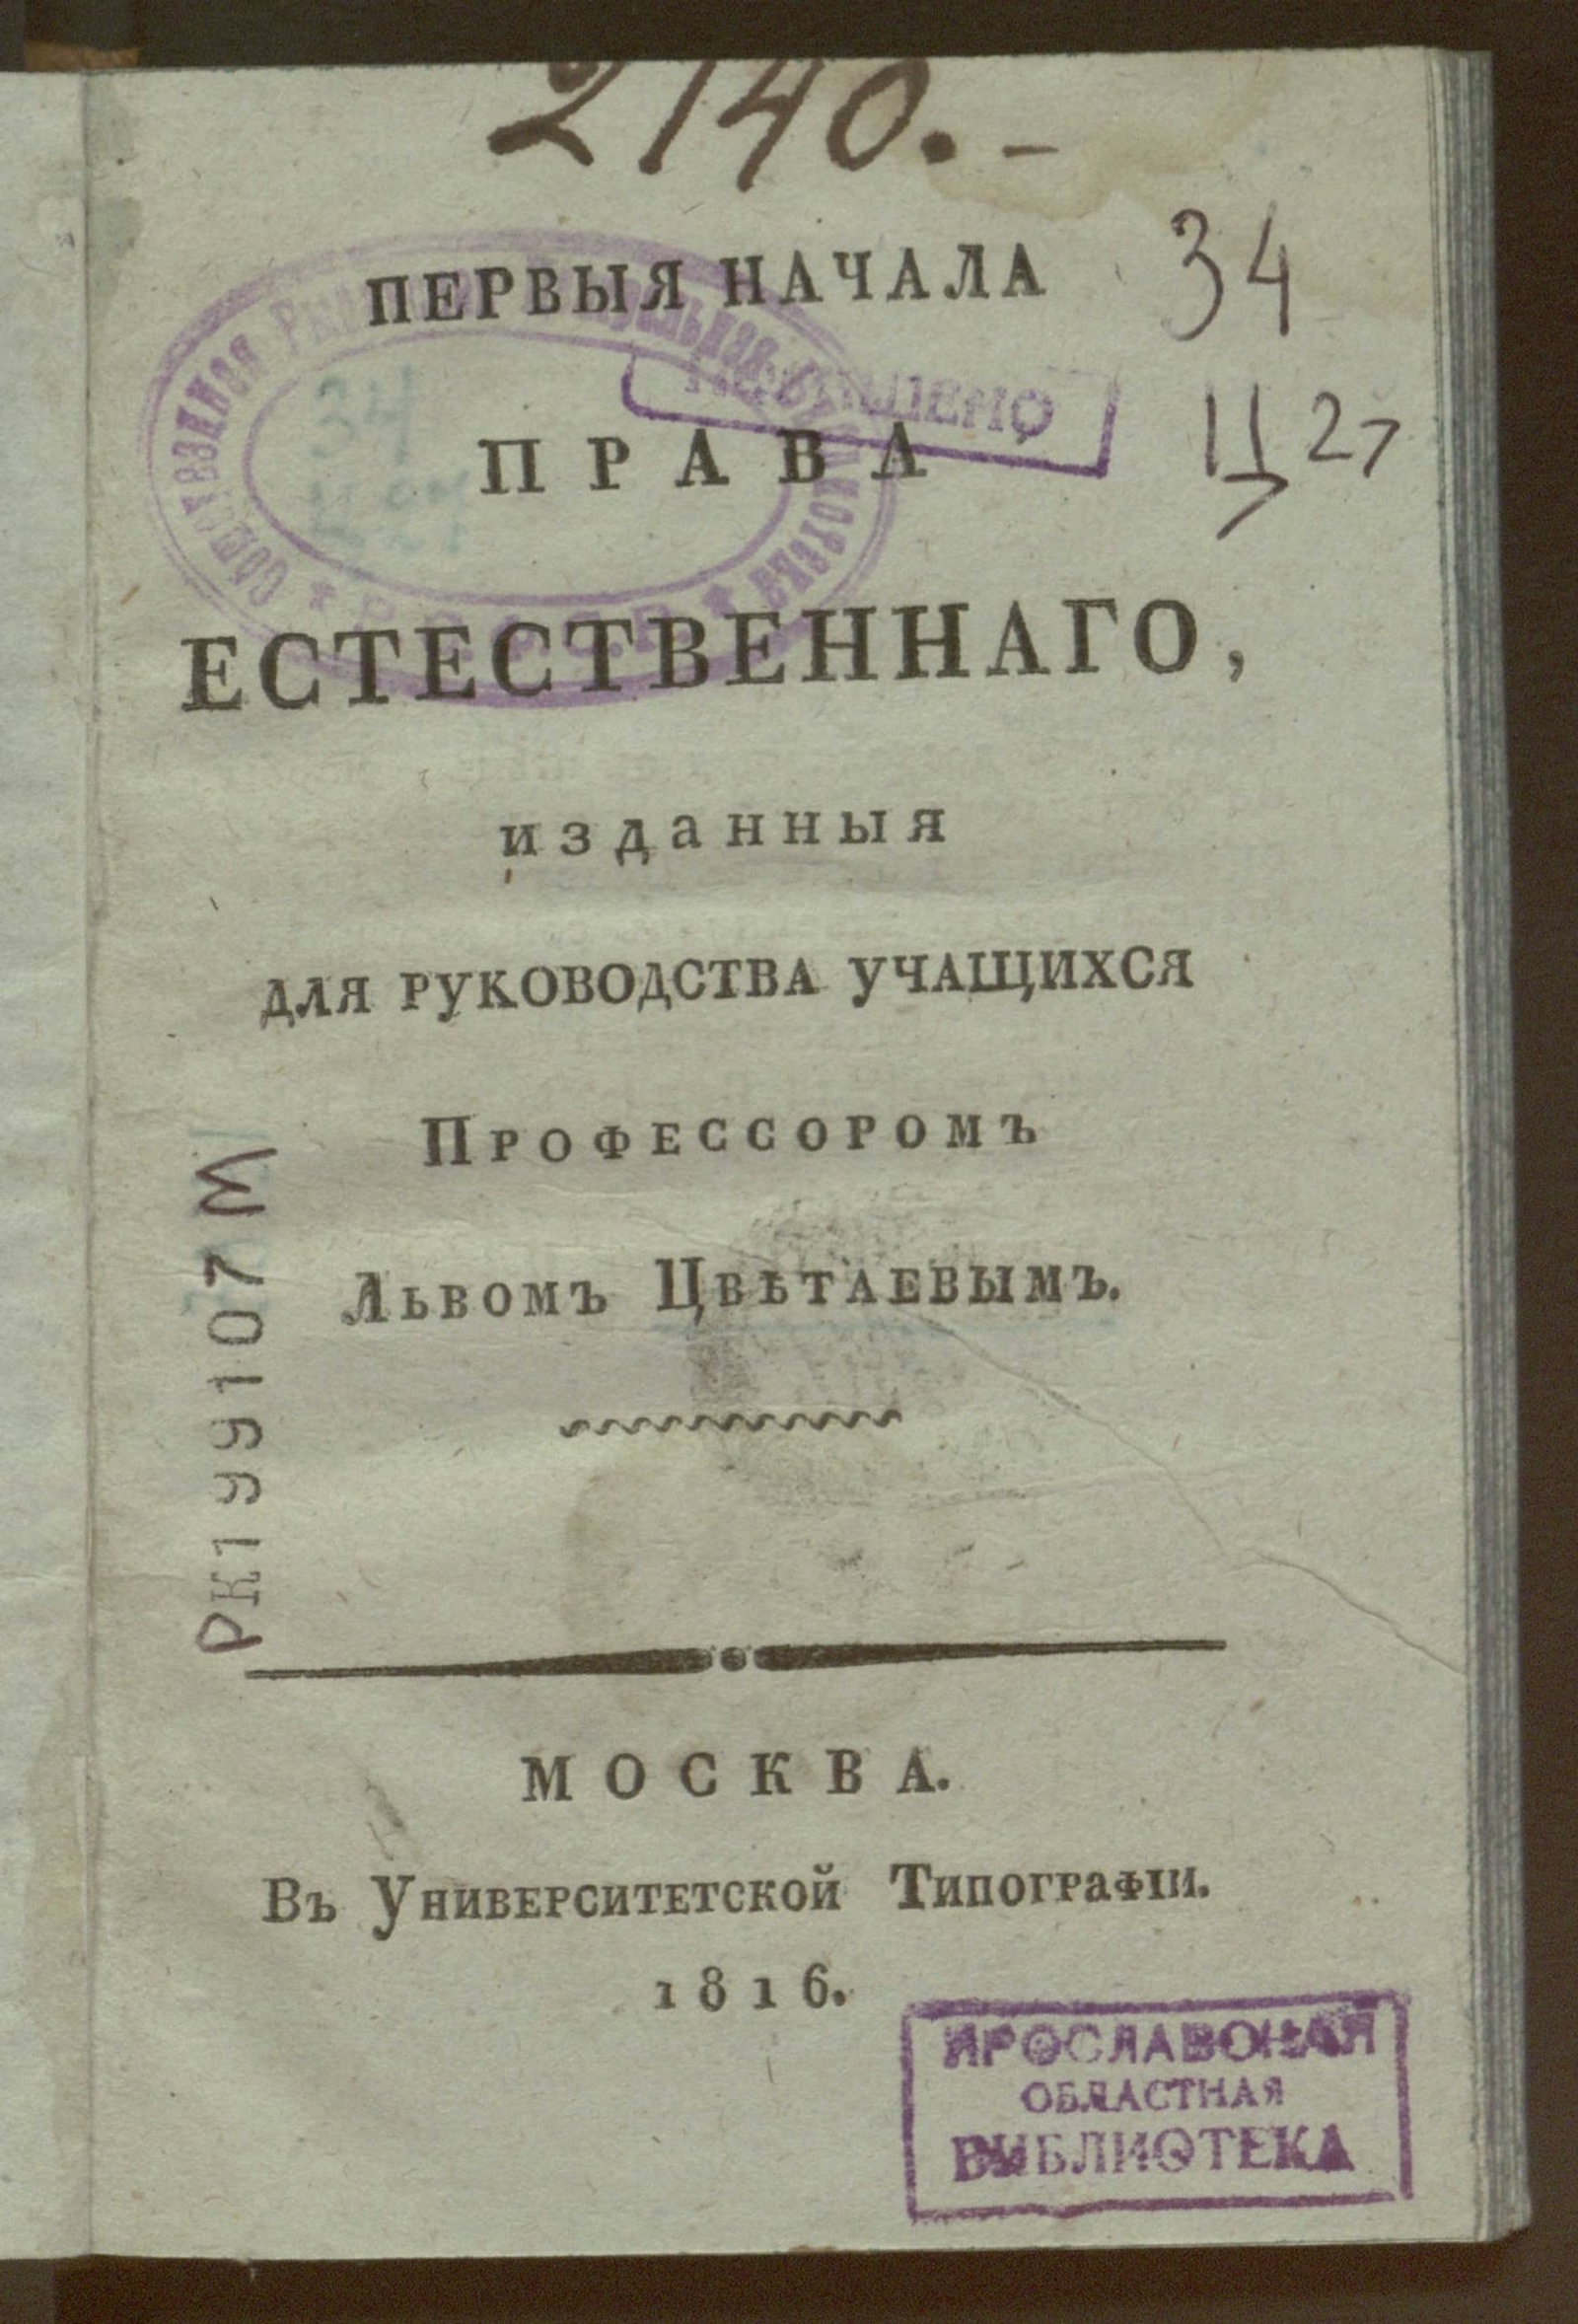 2140.-
ПЕРВЫЯ НАЧАЛА
34
ПРАВА
Ц27
ЕСТЕСТВЕННАГО,
изданныя
ДЛЯ РУКОВОДСТВА УЧАЩИХСЯ
ПРОФЕССОРОМЪ
ЛЬВОМЪ ЦВѢТАЕВЫМЪ.
РК199107М
МОСКВА.
ВЪ УНИВЕРСИТЕТСКОЙ ТИПОГРАФІИ.
1816.
ЯРОСЛАВСКАЯ
ОБЛАСТНАЯ
БИБЛИОТЕКА